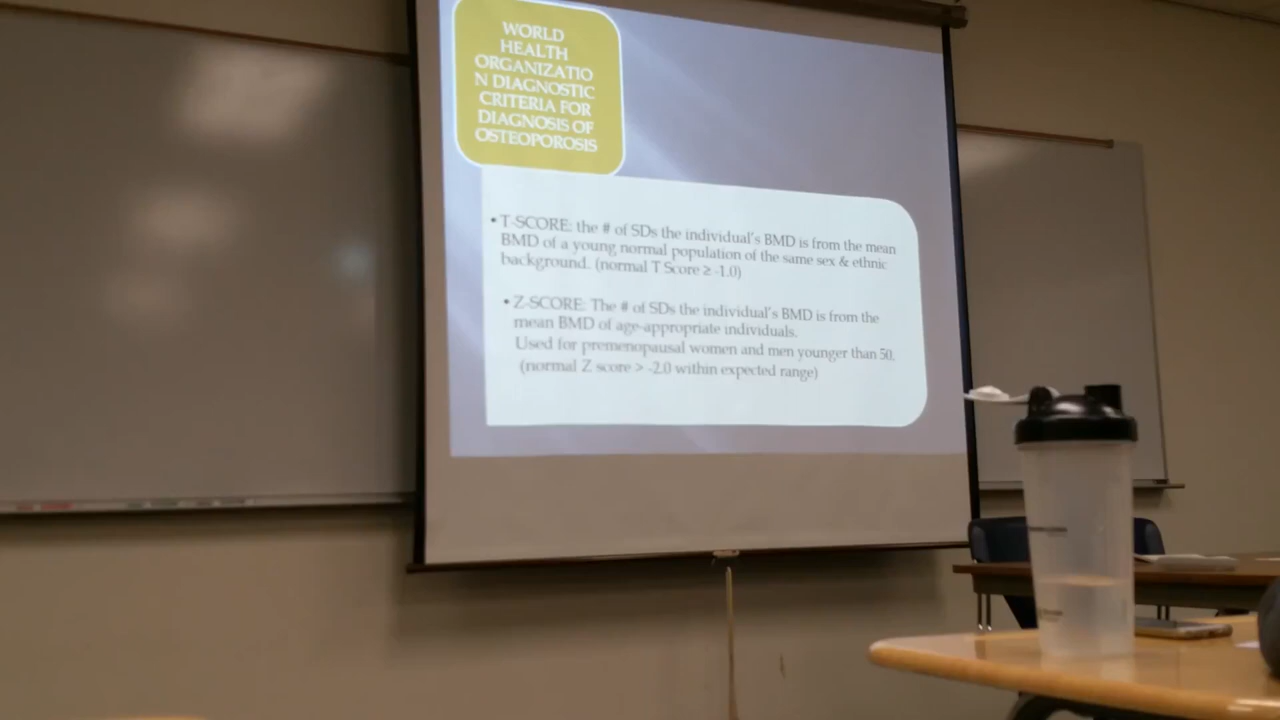 WORLD
HEALTH
ORGANIZATIO
N DIAGNOSTIC
CRITERIA FOR
DIAGNOSIS OF
OSTEOPOROSIS
• T-SCORE: the # of SDs the individual's BMD is from the mean
BMD of a young normal population of the same sex & ethnic
background. (normal T Score ≥ -1.0)
• Z-SCORE: The # of SDs the individual's BMD is from the
mean BMD of age-appropriate individuals.
Used for premenopausal women and men younger than 50.
(normal Z score > -2.0 within expected range)